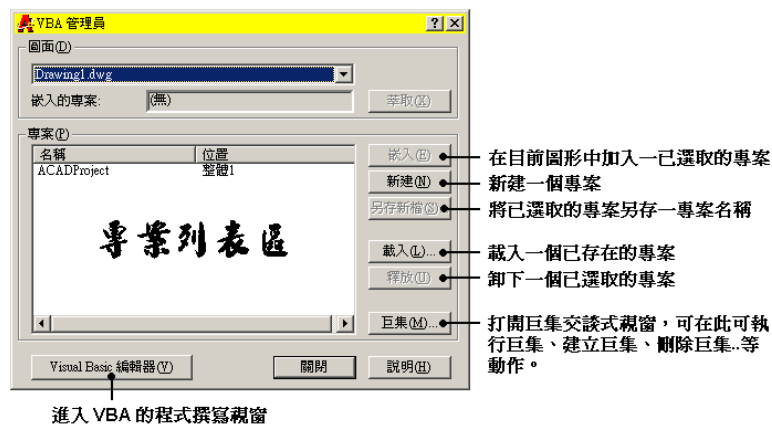 VBA 管理員
圖面(D)
Drawing1.dwg
嵌入的專案:
(無)
萃取(X)
專案(P)
名稱
位置
ACADProject
整體1
專案列表區
嵌入(E)
在目前圖形中加入一已選取的專案
新建(N)
新建一個專案
另存新檔(S)
將已選取的專案另存一專案名稱
載入(L)...
載入一個已存在的專案
釋放(U)
卸下一個已選取的專案
巨集(M)...
打開巨集交談式視窗，可在此可執
行巨集、建立巨集、刪除巨集..等
動作。
Visual Basic 編輯器(V)
關閉
說明(H)
進入 VBA 的程式撰寫視窗